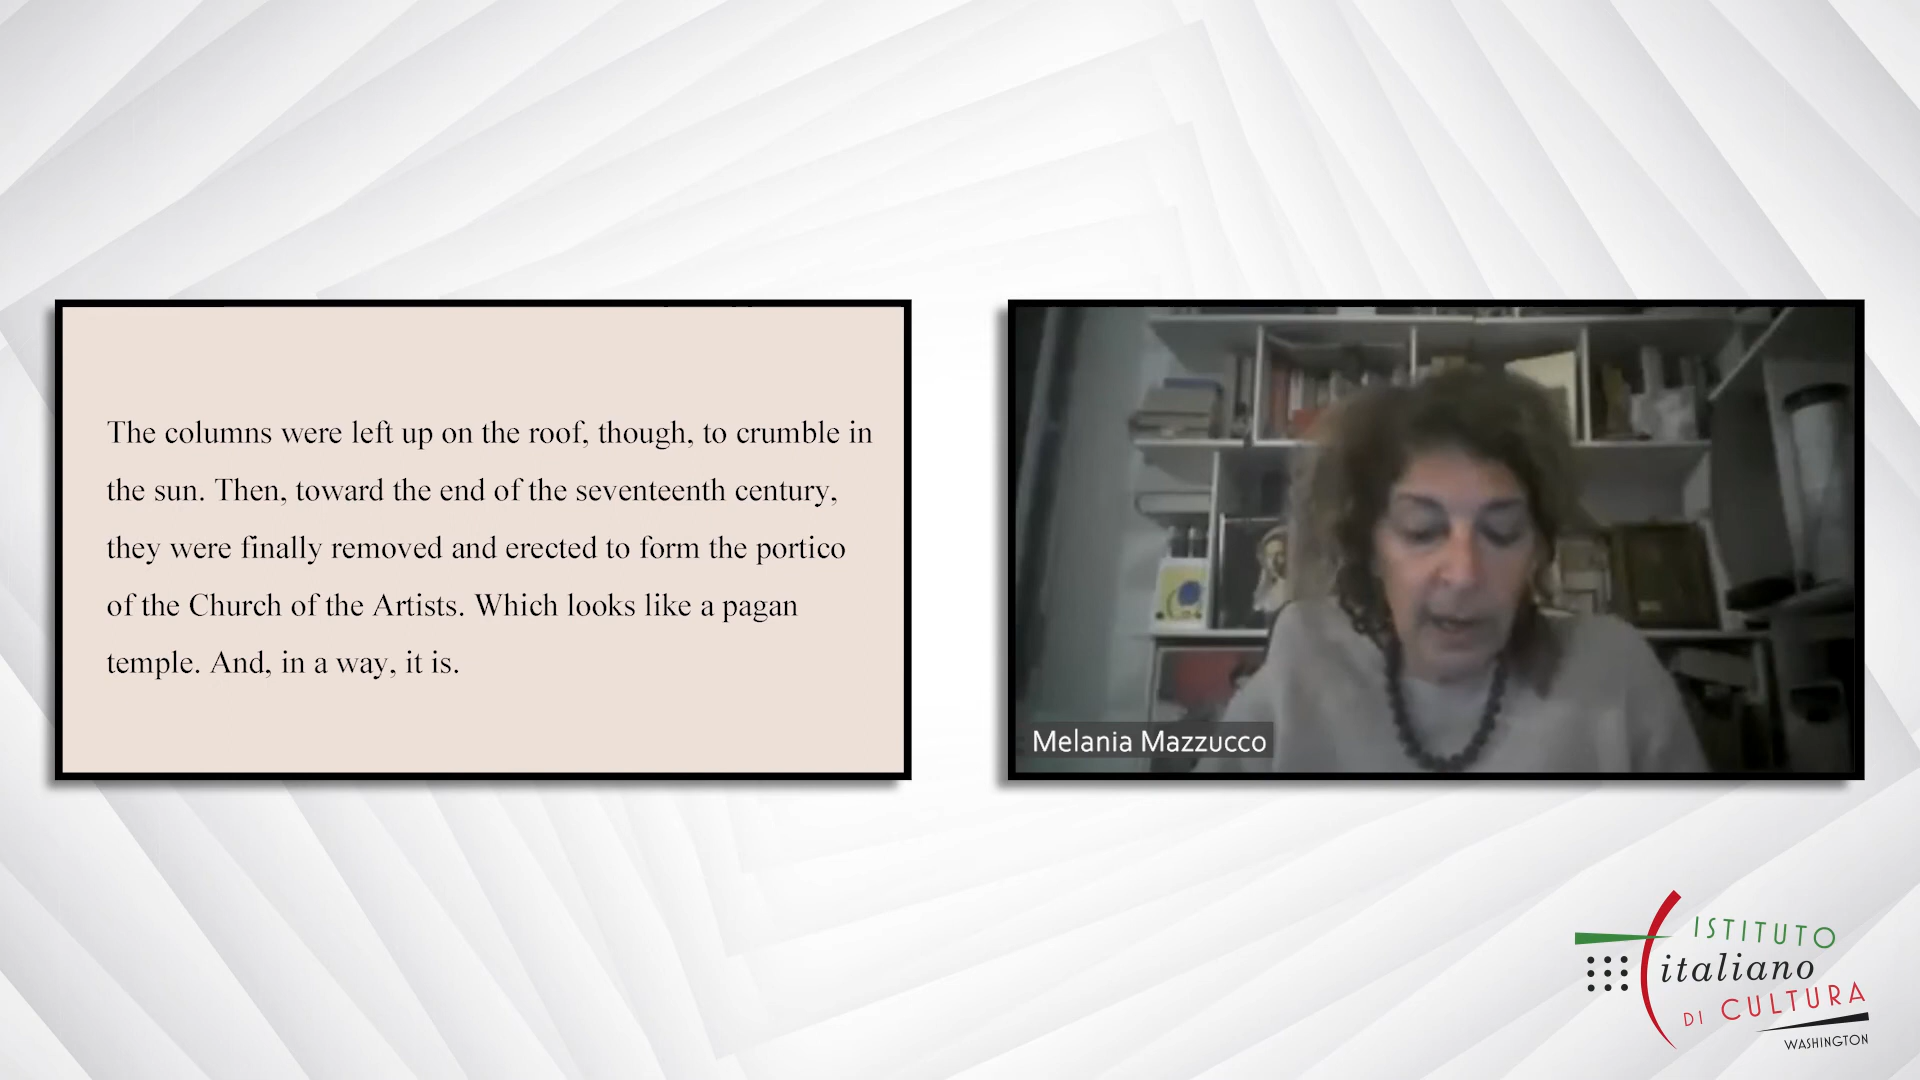 The columns were left up on the roof, though, to crumble in
the sun. Then, toward the end of the seventeenth century,
they were finally removed and erected to form the portico
of the Church of the Artists. Which looks like a pagan
temple. And, in a way, it is.
Melania Mazzucco
ISTITUTO
italiano
DI CULTURA
WASHINGTON